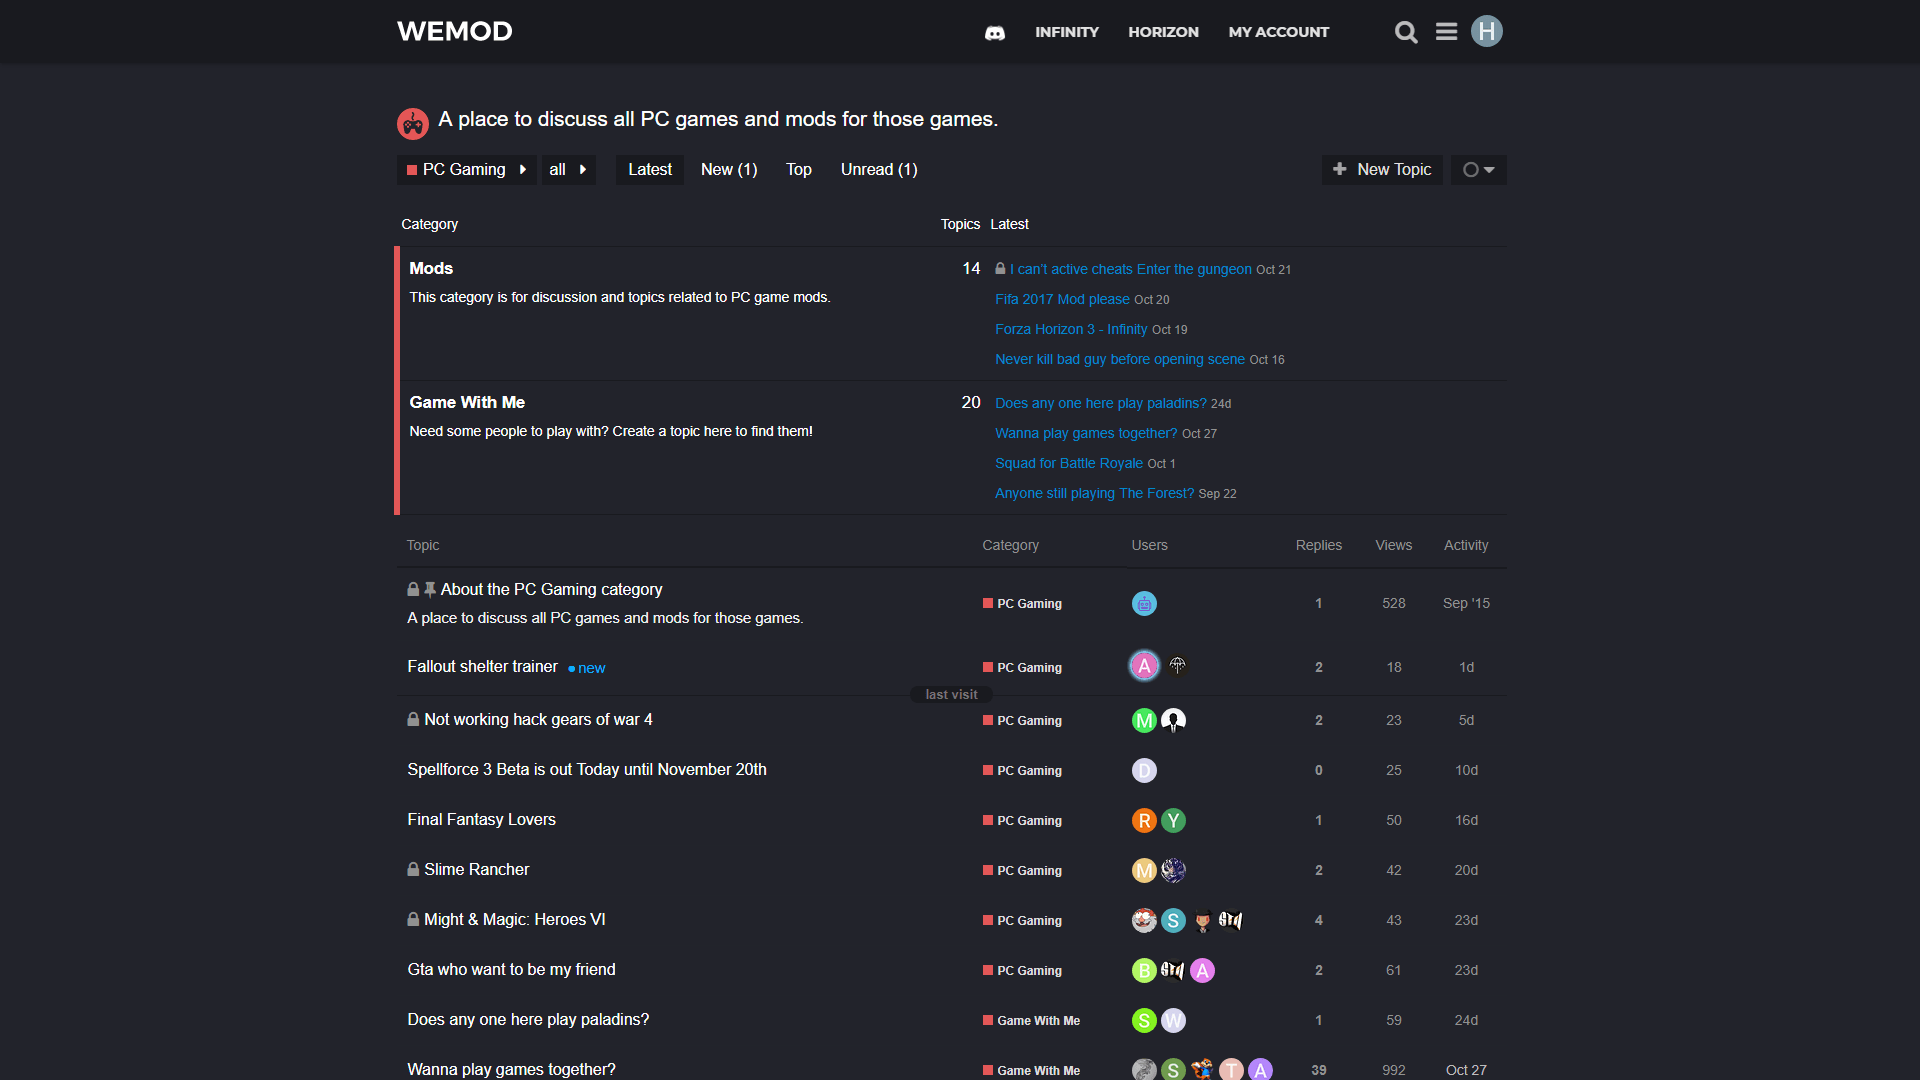 WEMOD
INFINITY HORIZON MY ACCOUNT H
A place to discuss all PC games and mods for those games.
PC Gaming all Latest New (1) Top Unread (1) New Topic
Category Topics Latest
Mods 14 I can't active cheats Enter the gungeon Oct 21
This category is for discussion and topics related to PC game mods.
Fifa 2017 Mod please Oct 20
Forza Horizon 3 - Infinity Oct 19
Never kill bad guy before opening scene Oct 16
Game With Me 20 Does any one here play paladins? 24d
Need some people to play with? Create a topic here to find them!
Wanna play games together? Oct 27
Squad for Battle Royale Oct 1
Anyone still playing The Forest? Sep 22
Topic Category Users Replies Views Activity
About the PC Gaming category
A place to discuss all PC games and mods for those games.
PC Gaming 1 528 Sep '15
Fallout shelter trainer new PC Gaming A 2 18 1d
last visit
Not working hack gears of war 4 PC Gaming M 2 23 5d
Spellforce 3 Beta is out Today until November 20th PC Gaming D 0 25 10d
Final Fantasy Lovers PC Gaming R Y 1 50 16d
Slime Rancher PC Gaming M 2 42 20d
Might & Magic: Heroes VI PC Gaming S 4 43 23d
Gta who want to be my friend PC Gaming B A 2 61 23d
Does any one here play paladins? Game With Me S W 1 59 24d
Wanna play games together? Game With Me S T A 39 992 Oct 27